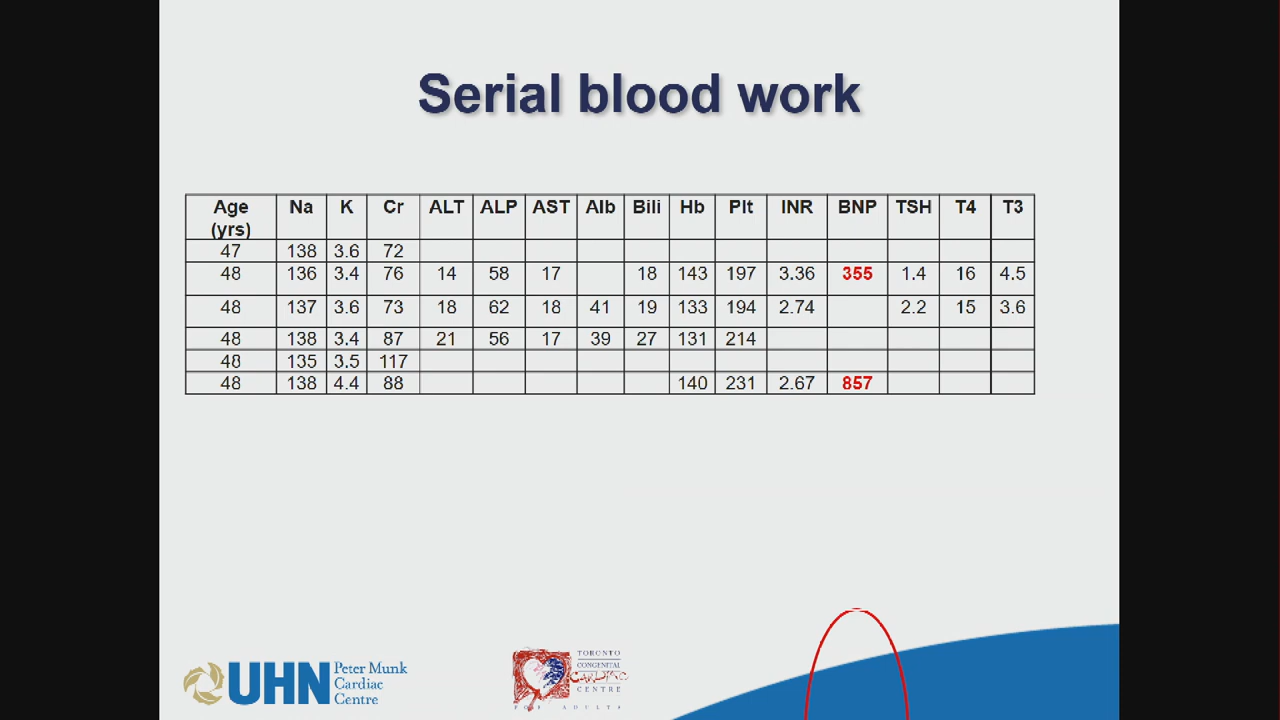 Serial blood work
Age (yrs) Na K Cr ALT ALP AST Alb Bili Hb Plt INR BNP TSH T4 T3
47 138 3.6 72
48 136 3.4 76 14 58 17 18 143 197 3.36 355 1.4 16 4.5
48 137 3.6 73 18 62 18 41 19 133 194 2.74 2.2 15 3.6
48 138 3.4 87 21 56 17 39 27 131 214
48 135 3.5 117
48 138 4.4 88 140 231 2.67 857
UHN Peter Munk
Cardiac
Centre
TORONTO
CONGENITAL
CARDIAC
CENTRE
FOR ADULTS